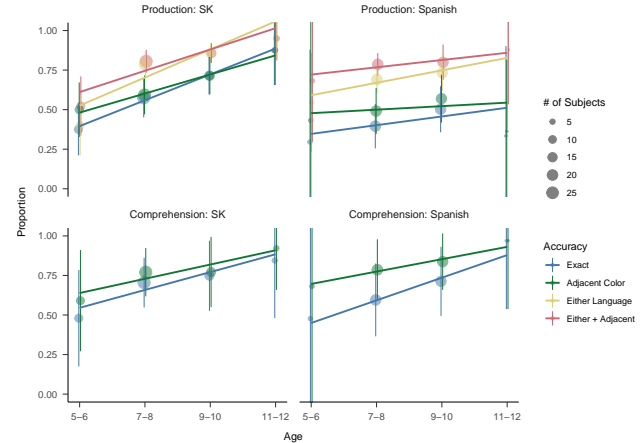 Production: SK
Production: Spanish
1.00
0.75
0.50
0.25
0.00
Comprehension: SK
Comprehension: Spanish
1.00
0.75
0.50
0.25
0.00
5–6
7–8
9–10
11–12
5–6
7–8
9–10
11–12
Age
Proportion
# of Subjects
5
10
15
20
25
Accuracy
Exact
Adjacent Color
Either Language
Either + Adjacent